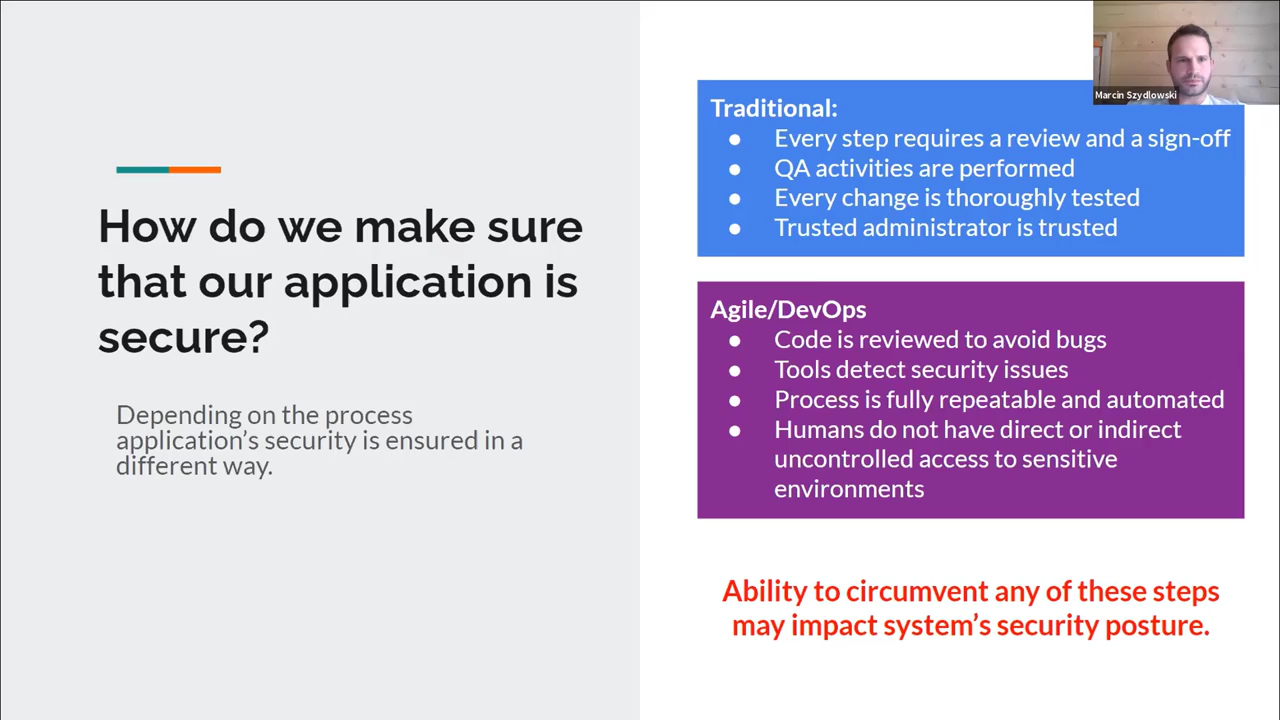 How do we make sure
that our application is
secure?
Depending on the process
application's security is ensured in a
different way.
Marcin Szydlowski
Traditional:
● Every step requires a review and a sign-off
● QA activities are performed
● Every change is thoroughly tested
● Trusted administrator is trusted
Agile/DevOps
● Code is reviewed to avoid bugs
● Tools detect security issues
● Process is fully repeatable and automated
● Humans do not have direct or indirect
uncontrolled access to sensitive
environments
Ability to circumvent any of these steps
may impact system's security posture.